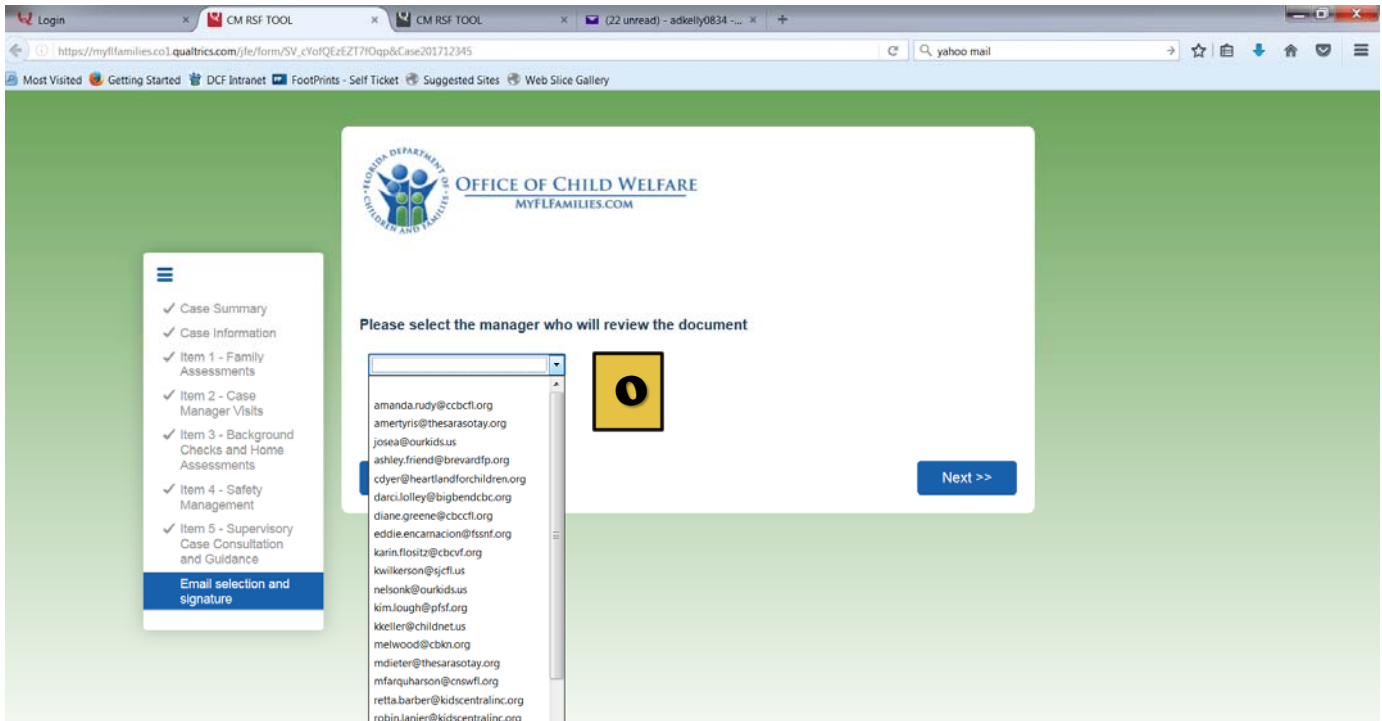 Login
CM RSF TOOL
CM RSF TOOL
(22 unread) - adkelly0834 -...
https://myflfamilies.co1.qualtrics.com/jfe/form/SV_cYofQEzEZT7fOqp&Case201712345
yahoo mail
Most Visited Getting Started DCF Intranet FootPrints - Self Ticket Suggested Sites Web Slice Gallery
FLORIDA DEPARTMENT OF CHILDREN AND FAMILIES
OFFICE OF CHILD WELFARE
MYFLFAMILIES.COM
Case Summary
Case Information
Item 1 - Family
Assessments
Item 2 - Case
Manager Visits
Item 3 - Background
Checks and Home
Assessments
Item 4 - Safety
Management
Item 5 - Supervisory
Case Consultation
and Guidance
Email selection and
signature
Please select the manager who will review the document
O
amanda.rudy@ccbcfl.org
amertyris@thesarasotay.org
josea@ourkids.us
ashley.friend@brevardfp.org
cdyer@heartlandforchildren.org
darci.lolley@bigbendcbc.org
diane.greene@cbccfl.org
eddie.encarnacion@fssnf.org
karin.flositz@cbcvf.org
kwilkerson@sjcfl.us
nelsonk@ourkids.us
kim.lough@pfsf.org
kkeller@childnet.us
melwood@cbkn.org
mdieter@thesarasotay.org
mfarquharson@cnswfl.org
retta.barber@kidscentralinc.org
robin.lanier@kidscentralinc.org
Next >>